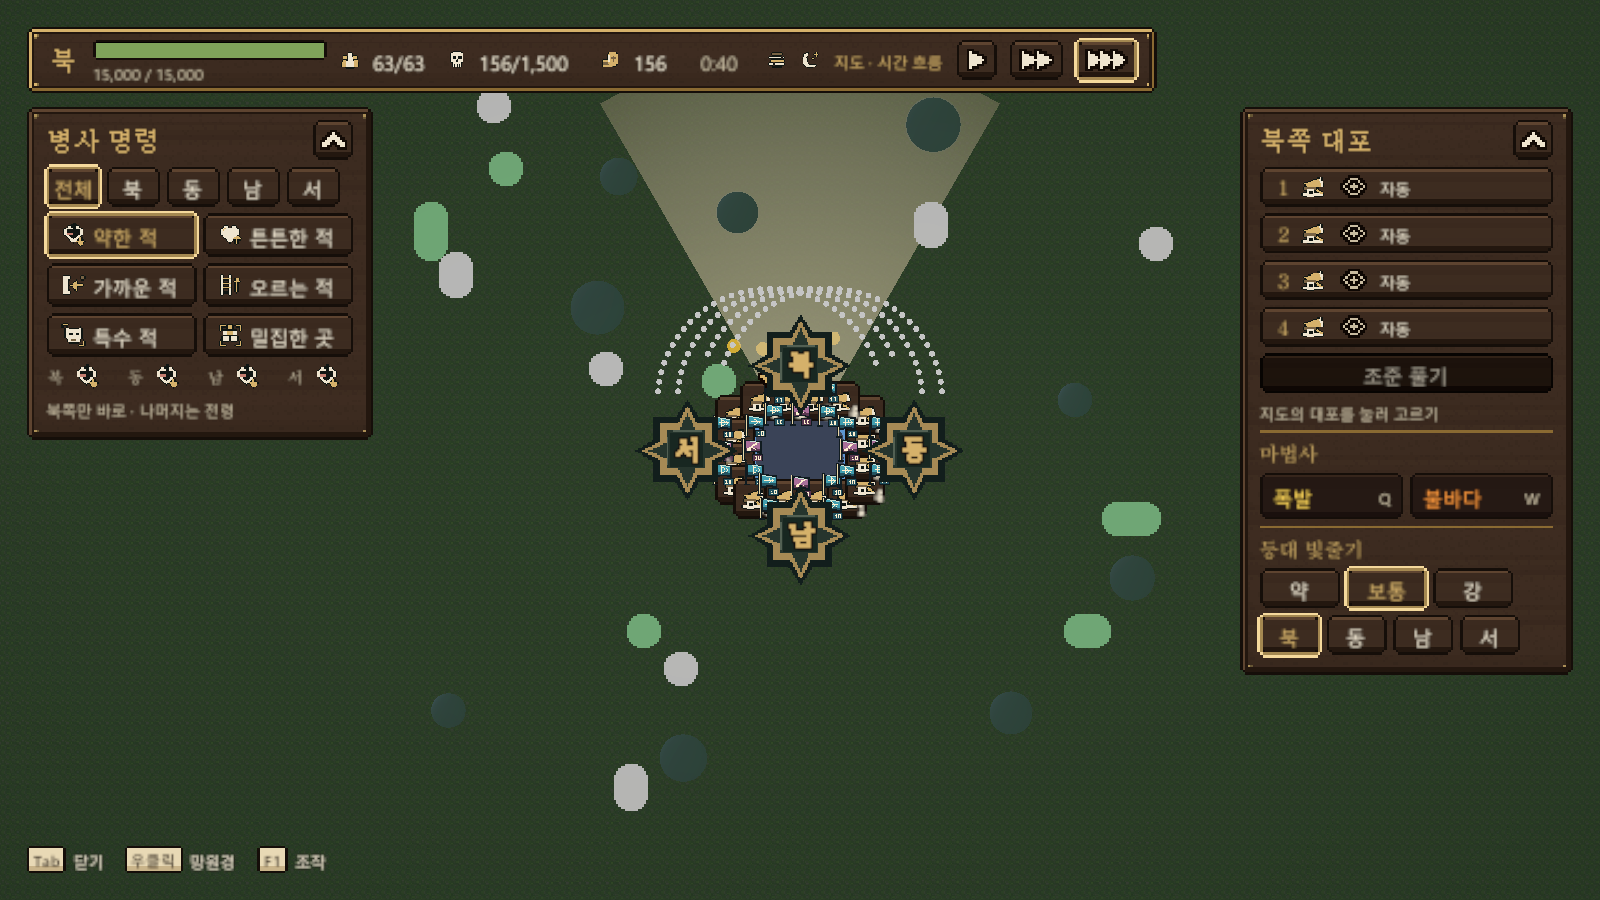 북 63/63 156/1,500 156 0:40 지도 · 시간 흐름
15,000 / 15,000
병사 명령
전체 북 동 남 서
약한 적 튼튼한 적
가까운 적 오르는 적
특수 적 밀집한 곳
북 동 남 서
북쪽만 바로 · 나머지는 전령
북
서 동
남
북쪽 대포
1 자동
2 자동
3 자동
4 자동
조준 풀기
지도의 대포를 눌러 고르기
마법사
폭발 Q 불바다 W
등대 빛줄기
약 보통 강
북 동 남 서
Tab 닫기 우클릭 망원경 F1 조작